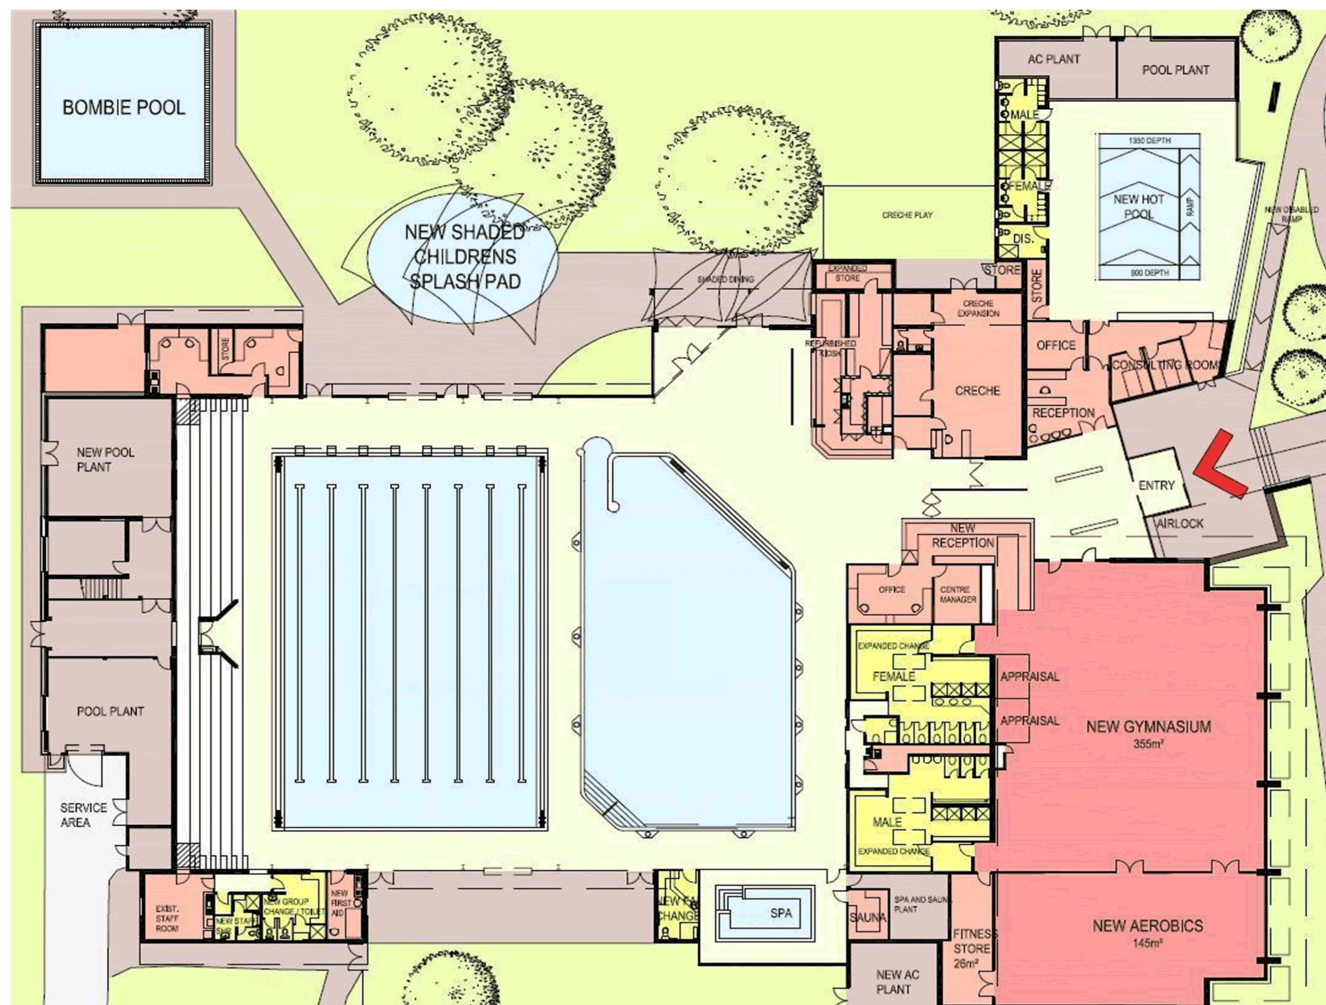 BOMBIE POOL
AC PLANT
POOL PLANT
MALE
1350 DEPTH
FEMALE
NEW HOT
POOL
RAMP
NEW DISABLED
RAMP
CRECHE PLAY
DIS.
NEW SHADED
CHILDRENS
SPLASH PAD
SHADED DINING
EXPANDED
STORE
STORE
STORE
900 DEPTH
CRECHE
EXPANSION
REFURBISHED
KIOSK
OFFICE
CONSULTING ROOMS
STORE
CRECHE
RECEPTION
NEW POOL
PLANT
ENTRY
AIRLOCK
NEW
RECEPTION
OFFICE
CENTRE
MANAGER
EXPANDED CHANGE
FEMALE
APPRAISAL
APPRAISAL
POOL PLANT
NEW GYMNASIUM
355m²
SERVICE
AREA
MALE
EXPANDED CHANGE
EXIST.
STAFF
ROOM
NEW STAFF
NEW GROUP
CHANGE / TOILET
NEW
FIRST
AID
CHANGE
SPA
SAUNA
SPA AND SAUNA
PLANT
FITNESS
STORE
26m²
NEW AEROBICS
145m²
NEW AC
PLANT